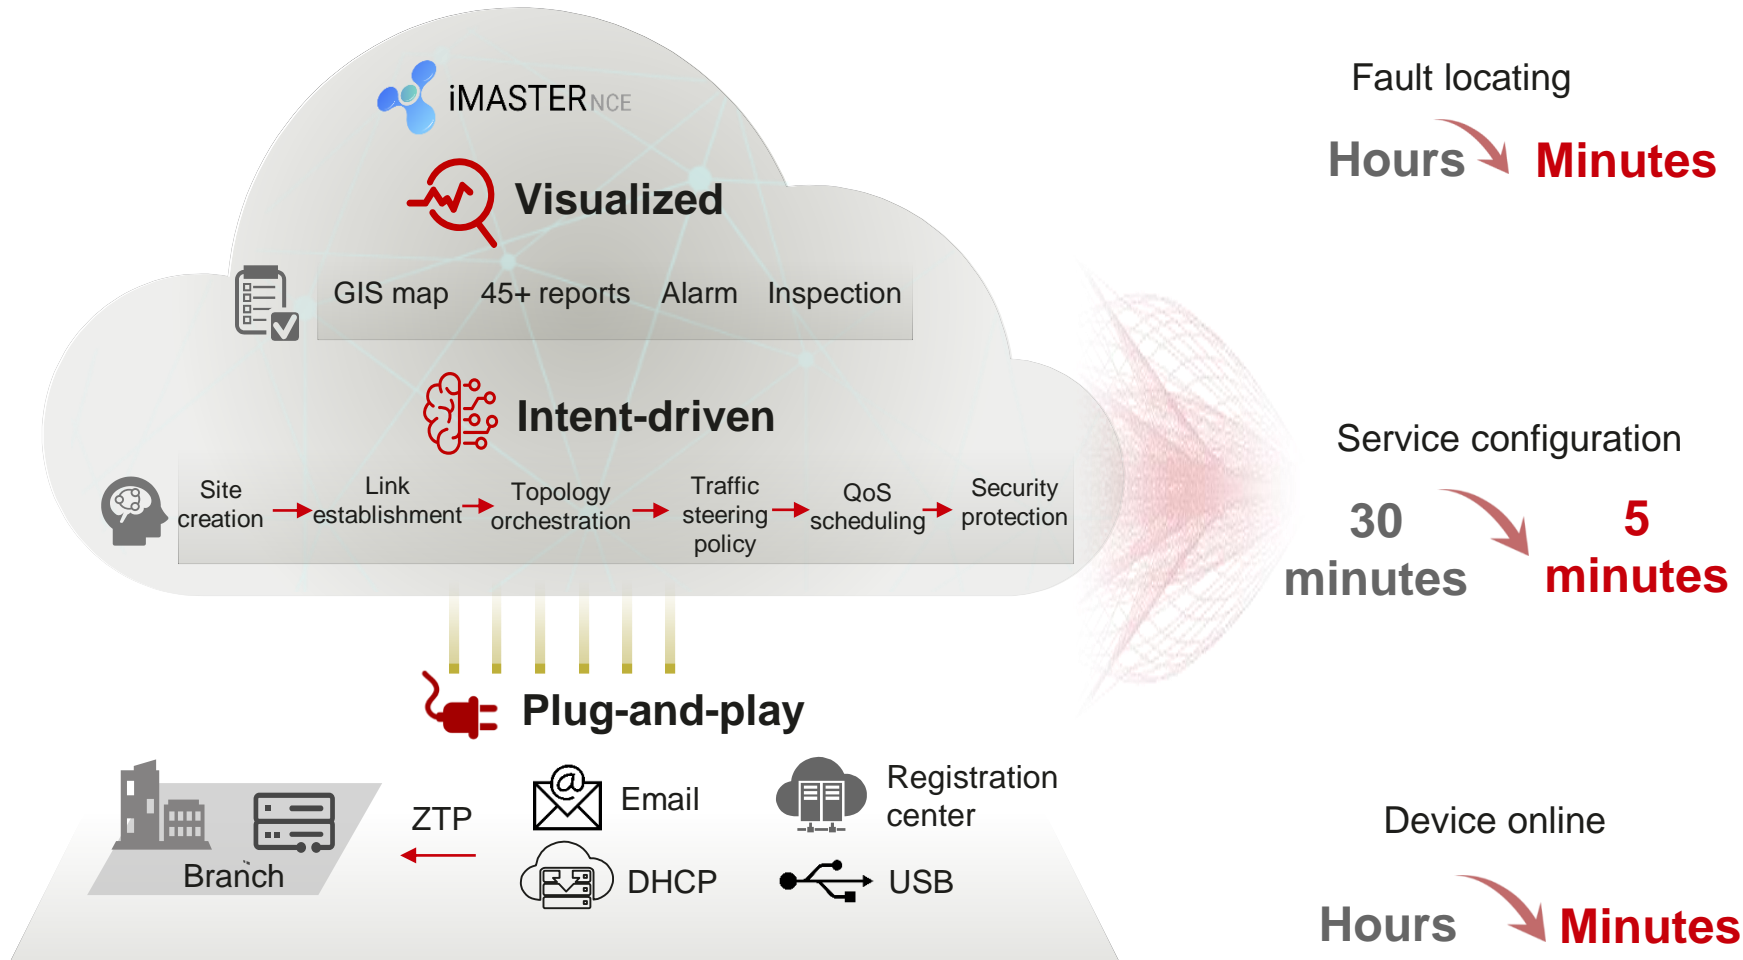 iMASTER NCE
Visualized
GIS map 45+ reports Alarm Inspection
Intent-driven
Site
creation
Link
establishment
Topology
orchestration
Traffic
steering
policy
QoS
scheduling
Security
protection
Plug-and-play
Branch
ZTP
Email
Registration
center
DHCP
USB
Fault locating
Hours Minutes
Service configuration
30
minutes
5
minutes
Device online
Hours Minutes